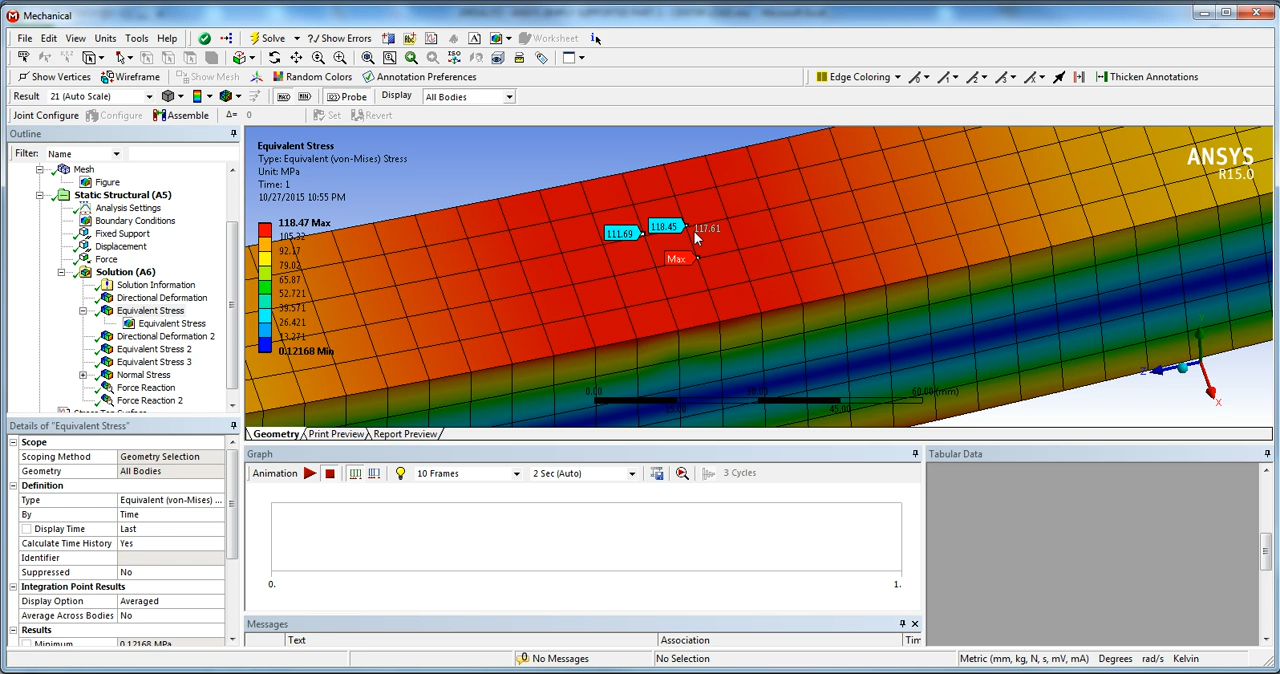 Mechanical
File Edit View Units Tools Help Solve ?/ Show Errors A Worksheet i
Show Vertices Wireframe Show Mesh Random Colors Annotation Preferences Edge Coloring Thicken Annotations
Result 21 (Auto Scale) MAX MIN Probe Display All Bodies
Joint Configure Configure Assemble Δ= 0 Set Revert
Outline
Filter: Name
Mesh
Figure
Static Structural (A5)
Analysis Settings
Boundary Conditions
Fixed Support
Displacement
Force
Solution (A6)
Solution Information
Directional Deformation
Equivalent Stress
Equivalent Stress
Directional Deformation 2
Equivalent Stress 2
Equivalent Stress 3
Normal Stress
Force Reaction
Force Reaction 2
Equivalent Stress
Type: Equivalent (von-Mises) Stress
Unit: MPa
Time: 1
10/27/2015 10:55 PM
118.47 Max
105.32
92.17
79.02
65.87
52.721
39.571
26.421
13.271
0.12168 Min
111.69
118.45
117.61
Max
ANSYS
R15.0
0.00 30.00 60.00 (mm)
15.00 45.00
Y
Z
X
Geometry Print Preview Report Preview
Details of "Equivalent Stress"
Scope
Scoping Method Geometry Selection
Geometry All Bodies
Definition
Type Equivalent (von-Mises) ...
By Time
Display Time Last
Calculate Time History Yes
Identifier
Suppressed No
Integration Point Results
Display Option Averaged
Average Across Bodies No
Results
Minimum 0.12168 MPa
Graph
Animation 10 Frames 2 Sec (Auto) 3 Cycles
0. 1.
Tabular Data
Messages
Text Association Tim
0 No Messages No Selection Metric (mm, kg, N, s, mV, mA) Degrees rad/s Kelvin